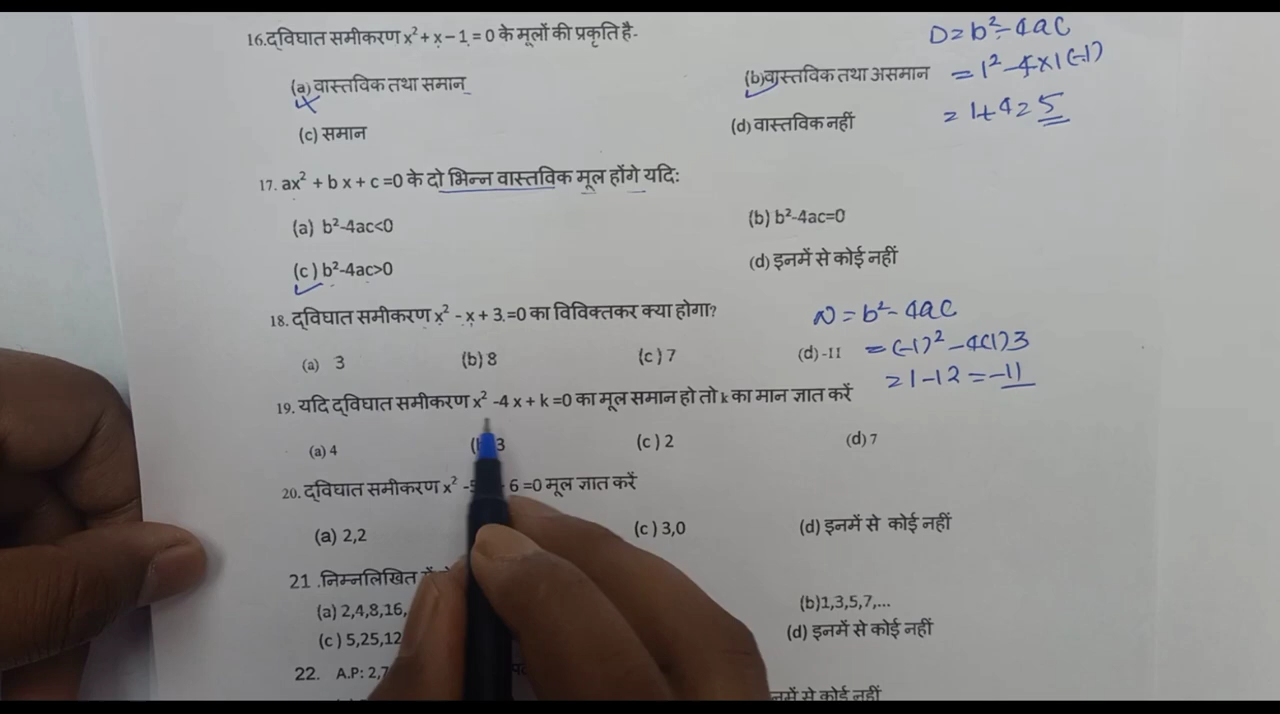 16.द्विघात समीकरण x²+ x − 1 = 0 के मूलों की प्रकृति है-
D = b² - 4ac
(a) वास्तविक तथा समान
(b)वास्तविक तथा असमान
= 1² - 4×1(-1)
(c) समान
(d) वास्तविक नहीं
= 1+4 = 5
17. ax² + b x + c =0 के दो भिन्न वास्तविक मूल होंगे यदि:
(a) b²-4ac<0
(b) b²-4ac=0
(c) b²-4ac>0
(d) इनमें से कोई नहीं
18. द्विघात समीकरण x² - x + 3 =0 का विविक्तकर क्या होगा?
= b² - 4ac
(a) 3
(b) 8
(c) 7
(d) -11
= (-1)² - 4(1)3
= 1-12 = -11
19. यदि द्विघात समीकरण x² -4 x + k =0 का मूल समान हो तो k का मान ज्ञात करें
(a) 4
3
(c) 2
(d) 7
20. द्विघात समीकरण x² - 6 =0 मूल ज्ञात करें
(a) 2,2
(c) 3,0
(d) इनमें से कोई नहीं
21 .निम्नलिखित
(a) 2,4,8,16,
(b)1,3,5,7,...
(c) 5,25,12
(d) इनमें से कोई नहीं
22. A.P: 2,7
में से कोई नहीं